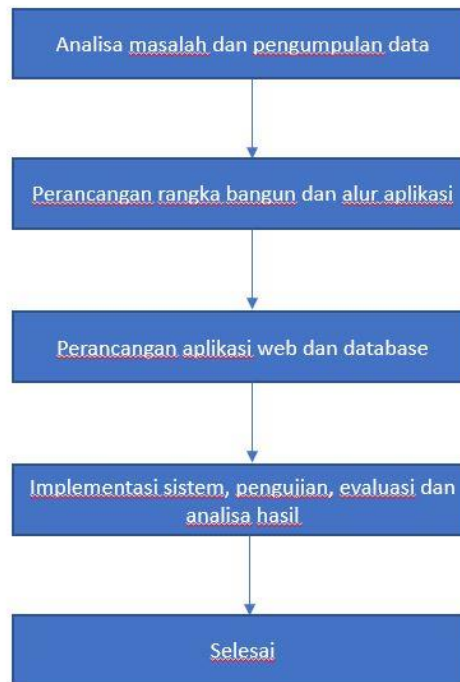 Analisa masalah dan pengumpulan data
Perancangan rangka bangun dan alur aplikasi
Perancangan aplikasi web dan database
Implementasi sistem, pengujian, evaluasi dan
analisa hasil
Selesai